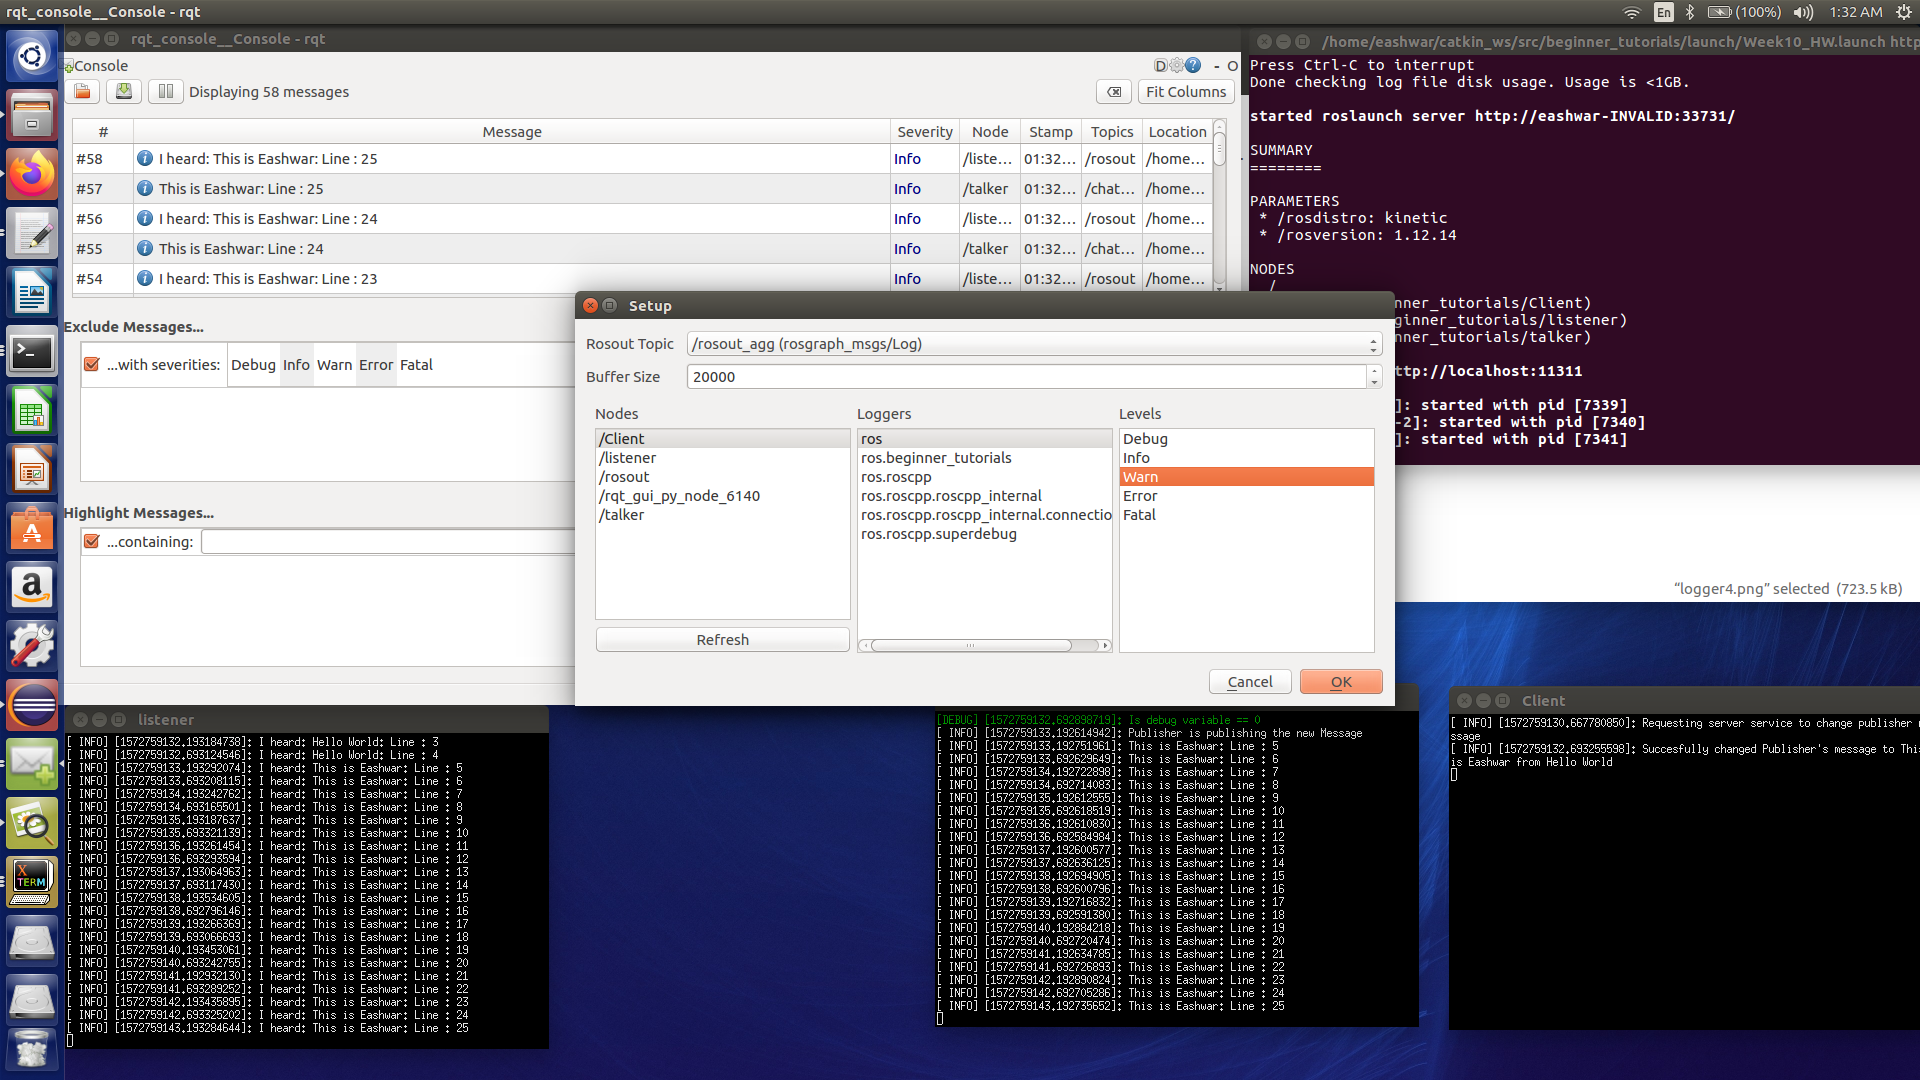 rqt_console__Console - rqt
En (100%) 1:32 AM
rqt_console__Console - rqt
Console
D ? - O
Displaying 58 messages
Fit Columns
# Message Severity Node Stamp Topics Location
#58 I heard: This is Eashwar: Line : 25 Info /liste... 01:32... /rosout /home...
#57 This is Eashwar: Line : 25 Info /talker 01:32... /chat... /home...
#56 I heard: This is Eashwar: Line : 24 Info /liste... 01:32... /rosout /home...
#55 This is Eashwar: Line : 24 Info /talker 01:32... /chat... /home...
#54 I heard: This is Eashwar: Line : 23 Info /liste... 01:32... /rosout /home...
Exclude Messages...
...with severities: Debug Info Warn Error Fatal
Highlight Messages...
...containing:
/home/eashwar/catkin_ws/src/beginner_tutorials/launch/Week10_HW.launch http
Press Ctrl-C to interrupt
Done checking log file disk usage. Usage is <1GB.
started roslaunch server http://eashwar-INVALID:33731/
SUMMARY
========
PARAMETERS
* /rosdistro: kinetic
* /rosversion: 1.12.14
NODES
/
nner_tutorials/Client)
ginner_tutorials/listener)
nner_tutorials/talker)
ttp://localhost:11311
]: started with pid [7339]
-2]: started with pid [7340]
]: started with pid [7341]
Setup
Rosout Topic /rosout_agg (rosgraph_msgs/Log)
Buffer Size 20000
Nodes Loggers Levels
/Client ros Debug
/listener ros.beginner_tutorials Info
/rosout ros.roscpp Warn
/rqt_gui_py_node_6140 ros.roscpp.roscpp_internal Error
/talker ros.roscpp.roscpp_internal.connectio Fatal
ros.roscpp.superdebug
Refresh
Cancel OK
“logger4.png” selected (723.5 kB)
a
X
TERM
listener
[ INFO] [1572759132.193184738]: I heard: Hello World: Line : 3
[ INFO] [1572759132.693124546]: I heard: Hello World: Line : 4
[ INFO] [1572759133.193292074]: I heard: This is Eashwar: Line : 5
[ INFO] [1572759133.693208115]: I heard: This is Eashwar: Line : 6
[ INFO] [1572759134.193242762]: I heard: This is Eashwar: Line : 7
[ INFO] [1572759134.693165501]: I heard: This is Eashwar: Line : 8
[ INFO] [1572759135.193187637]: I heard: This is Eashwar: Line : 9
[ INFO] [1572759135.693321139]: I heard: This is Eashwar: Line : 10
[ INFO] [1572759136.193261454]: I heard: This is Eashwar: Line : 11
[ INFO] [1572759136.693293594]: I heard: This is Eashwar: Line : 12
[ INFO] [1572759137.193064963]: I heard: This is Eashwar: Line : 13
[ INFO] [1572759137.693117430]: I heard: This is Eashwar: Line : 14
[ INFO] [1572759138.193534605]: I heard: This is Eashwar: Line : 15
[ INFO] [1572759138.692796146]: I heard: This is Eashwar: Line : 16
[ INFO] [1572759139.193266369]: I heard: This is Eashwar: Line : 17
[ INFO] [1572759139.693066693]: I heard: This is Eashwar: Line : 18
[ INFO] [1572759140.193453061]: I heard: This is Eashwar: Line : 19
[ INFO] [1572759140.693242755]: I heard: This is Eashwar: Line : 20
[ INFO] [1572759141.192932130]: I heard: This is Eashwar: Line : 21
[ INFO] [1572759141.693289252]: I heard: This is Eashwar: Line : 22
[ INFO] [1572759142.193435895]: I heard: This is Eashwar: Line : 23
[ INFO] [1572759142.693325202]: I heard: This is Eashwar: Line : 24
[ INFO] [1572759143.193284644]: I heard: This is Eashwar: Line : 25
[DEBUG] [1572759132.692898719]: Is debug variable == 0
[ INFO] [1572759133.192614942]: Publisher is publishing the new Message
[ INFO] [1572759133.192751961]: This is Eashwar: Line : 5
[ INFO] [1572759133.692629649]: This is Eashwar: Line : 6
[ INFO] [1572759134.192722898]: This is Eashwar: Line : 7
[ INFO] [1572759134.692714083]: This is Eashwar: Line : 8
[ INFO] [1572759135.192612555]: This is Eashwar: Line : 9
[ INFO] [1572759135.692618519]: This is Eashwar: Line : 10
[ INFO] [1572759136.192610830]: This is Eashwar: Line : 11
[ INFO] [1572759136.692584984]: This is Eashwar: Line : 12
[ INFO] [1572759137.192600577]: This is Eashwar: Line : 13
[ INFO] [1572759137.692636125]: This is Eashwar: Line : 14
[ INFO] [1572759138.192694905]: This is Eashwar: Line : 15
[ INFO] [1572759138.692600796]: This is Eashwar: Line : 16
[ INFO] [1572759139.192716832]: This is Eashwar: Line : 17
[ INFO] [1572759139.692591380]: This is Eashwar: Line : 18
[ INFO] [1572759140.192884218]: This is Eashwar: Line : 19
[ INFO] [1572759140.692720474]: This is Eashwar: Line : 20
[ INFO] [1572759141.192634785]: This is Eashwar: Line : 21
[ INFO] [1572759141.692726893]: This is Eashwar: Line : 22
[ INFO] [1572759142.192890824]: This is Eashwar: Line : 23
[ INFO] [1572759142.692705286]: This is Eashwar: Line : 24
[ INFO] [1572759143.192735652]: This is Eashwar: Line : 25
Client
[ INFO] [1572759130.667780850]: Requesting server service to change publisher m
ssage
[ INFO] [1572759132.693255598]: Succesfully changed Publisher's message to Thi
is Eashwar from Hello World